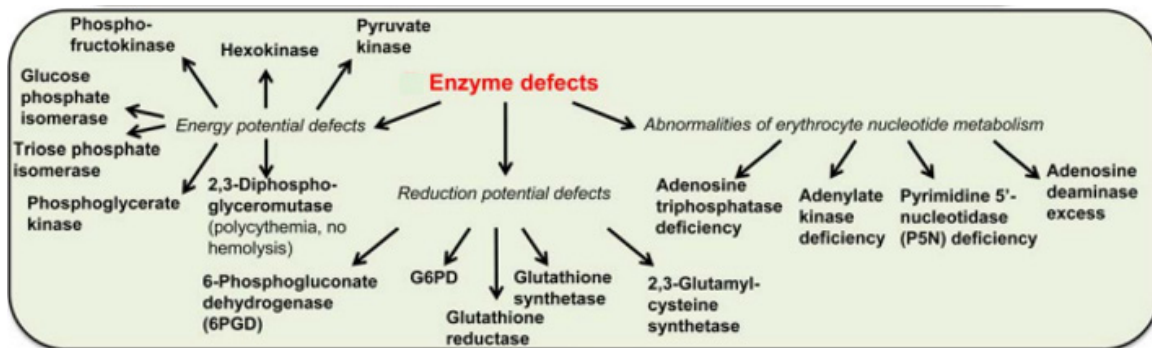 Enzyme defects
Energy potential defects
Phospho-
fructokinase
Hexokinase
Pyruvate
kinase
Glucose
phosphate
isomerase
Triose phosphate
isomerase
Phosphoglycerate
kinase
2,3-Diphospho-
glyceromutase
(polycythemia, no
hemolysis)
Reduction potential defects
6-Phosphogluconate
dehydrogenase
(6PGD)
G6PD
Glutathione
reductase
Glutathione
synthetase
2,3-Glutamyl-
cysteine
synthetase
Abnormalities of erythrocyte nucleotide metabolism
Adenosine
triphosphatase
deficiency
Adenylate
kinase
deficiency
Pyrimidine 5'-
nucleotidase
(P5N) deficiency
Adenosine
deaminase
excess